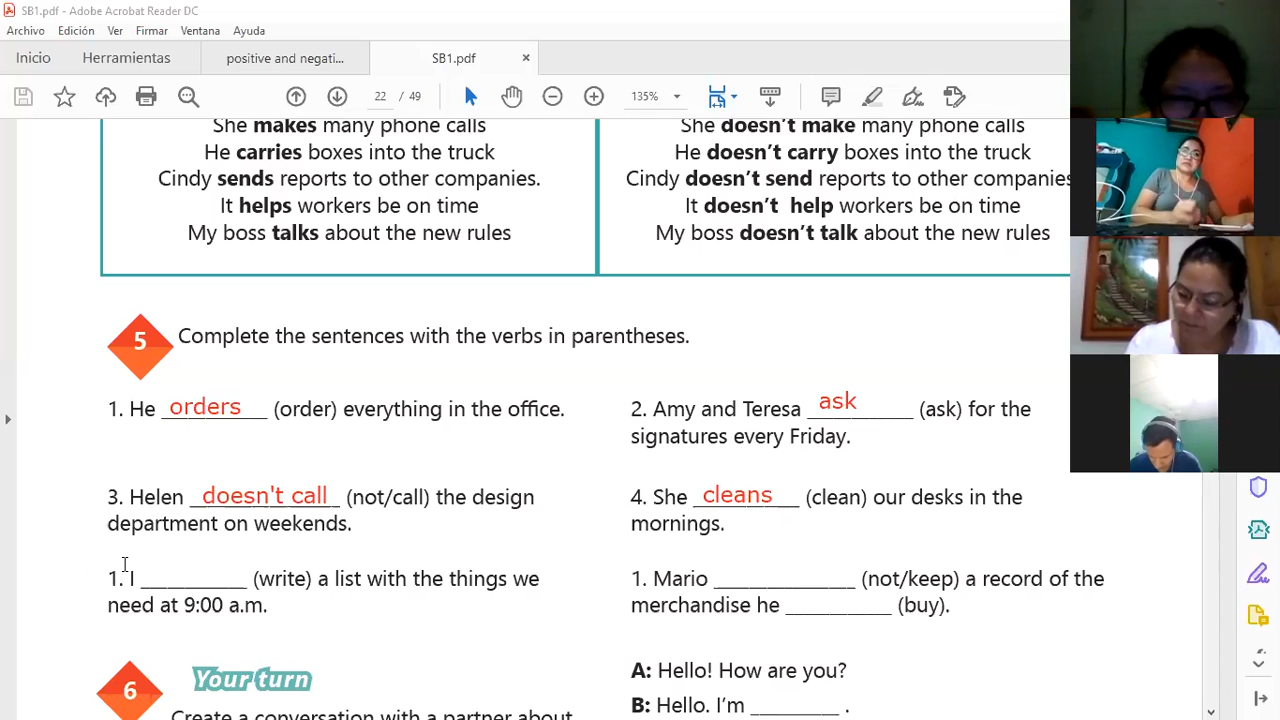 SB1.pdf - Adobe Acrobat Reader DC
Archivo Edición Ver Firmar Ventana Ayuda
Inicio Herramientas positive and negati... SB1.pdf ×
22 / 49 135%
She makes many phone calls
He carries boxes into the truck
Cindy sends reports to other companies.
It helps workers be on time
My boss talks about the new rules
She doesn't make many phone calls
He doesn't carry boxes into the truck
Cindy doesn't send reports to other companies
It doesn't help workers be on time
My boss doesn't talk about the new rules
5 Complete the sentences with the verbs in parentheses.
1. He orders (order) everything in the office.
2. Amy and Teresa ask (ask) for the
signatures every Friday.
3. Helen doesn't call (not/call) the design
department on weekends.
4. She cleans (clean) our desks in the
mornings.
1. I __________ (write) a list with the things we
need at 9:00 a.m.
1. Mario _____________ (not/keep) a record of the
merchandise he __________ (buy).
6 Your turn
Create a conversation with a partner about
A: Hello! How are you?
B: Hello. I'm ________ .